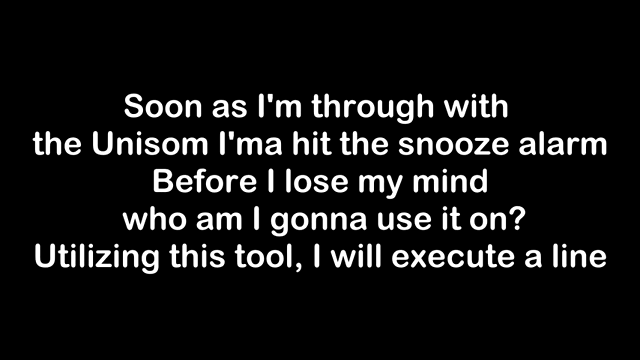 Soon as I'm through with
the Unisom I'ma hit the snooze alarm
Before I lose my mind
who am I gonna use it on?
Utilizing this tool, I will execute a line